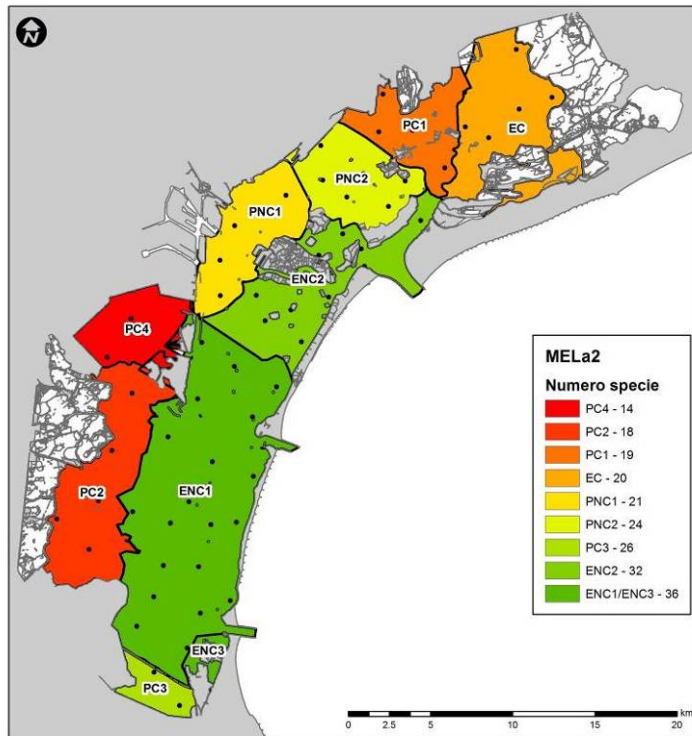 N
PC1
EC
PNC2
PNC1
ENC2
PC4
PC2
ENC1
ENC3
PC3
MELa2
Numero specie
PC4 - 14
PC2 - 18
PC1 - 19
EC - 20
PNC1 - 21
PNC2 - 24
PC3 - 26
ENC2 - 32
ENC1/ENC3 - 36
km
0 2.5 5 10 15 20